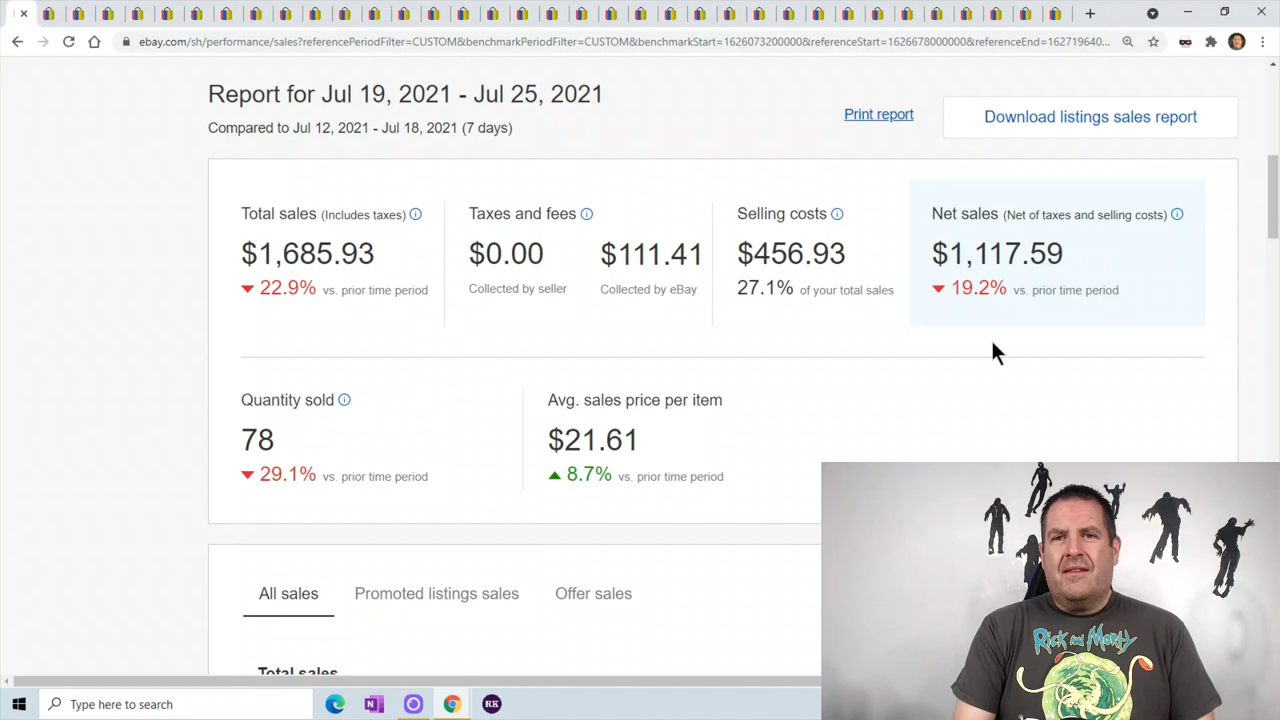 ebay.com/sh/performance/sales?referencePeriodFilter=CUSTOM&benchmarkPeriodFilter=CUSTOM&benchmarkStart=1626073200000&referenceStart=1626678000000&referenceEnd=162719640...
Report for Jul 19, 2021 - Jul 25, 2021
Compared to Jul 12, 2021 - Jul 18, 2021 (7 days)
Print report
Download listings sales report
Total sales (Includes taxes)
$1,685.93
22.9% vs. prior time period
Taxes and fees
$0.00 $111.41
Collected by seller Collected by eBay
Selling costs
$456.93
27.1% of your total sales
Net sales (Net of taxes and selling costs)
$1,117.59
19.2% vs. prior time period
Quantity sold
78
29.1% vs. prior time period
Avg. sales price per item
$21.61
8.7% vs. prior time period
All sales Promoted listings sales Offer sales
Total sales
Rick and Morty
Type here to search
RK